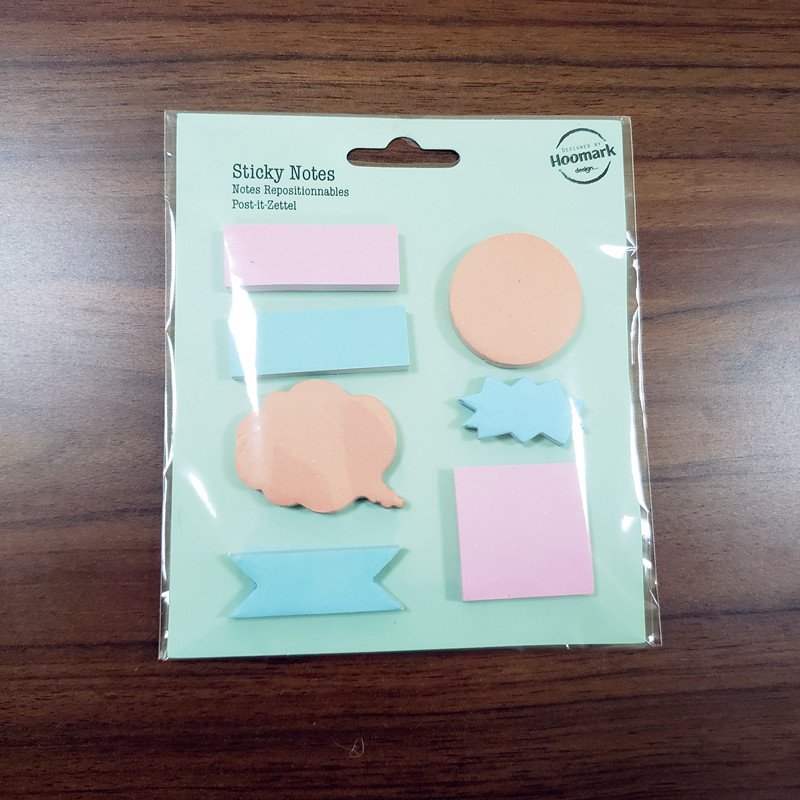 Sticky Notes
Notes Repositionnables
Post-it-Zettel
DESIGNED BY
Hoomark
design